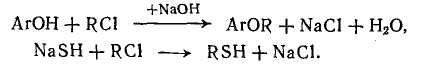 ArOH + RCl —+NaOH→ ArOR + NaCl + H₂O,
NaSH + RCl ⟶ RSH + NaCl.